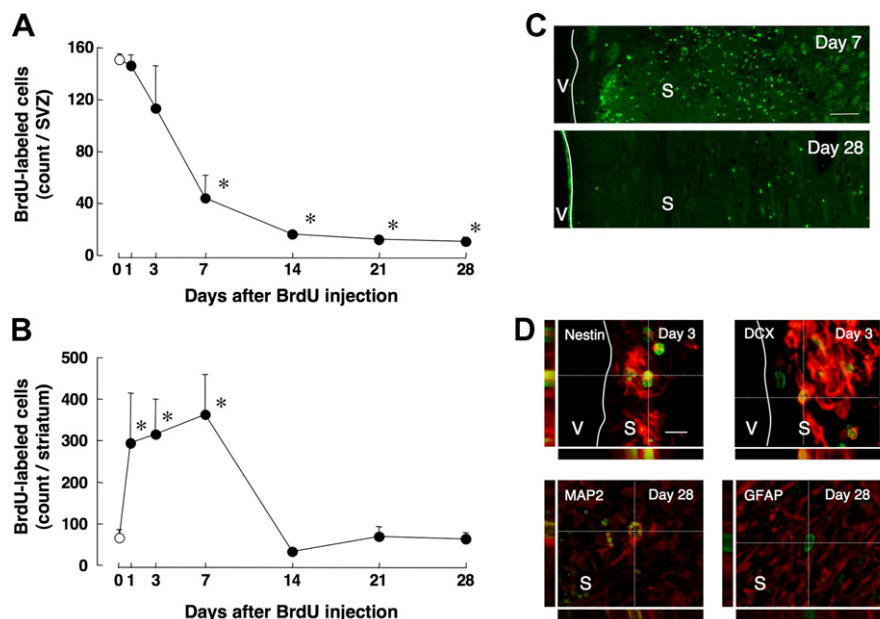 A
BrdU-labeled cells
(count / SVZ)
160
120
80
40
0
*
*
*
*
0 1 3 7 14 21 28
Days after BrdU injection
B
BrdU-labeled cells
(count / striatum)
500
400
300
200
100
0
*
*
*
0 1 3 7 14 21 28
Days after BrdU injection
C
Day 7
V
S
Day 28
V
S
D
Nestin
Day 3
V
S
DCX
Day 3
V
S
MAP2
Day 28
S
GFAP
Day 28
S